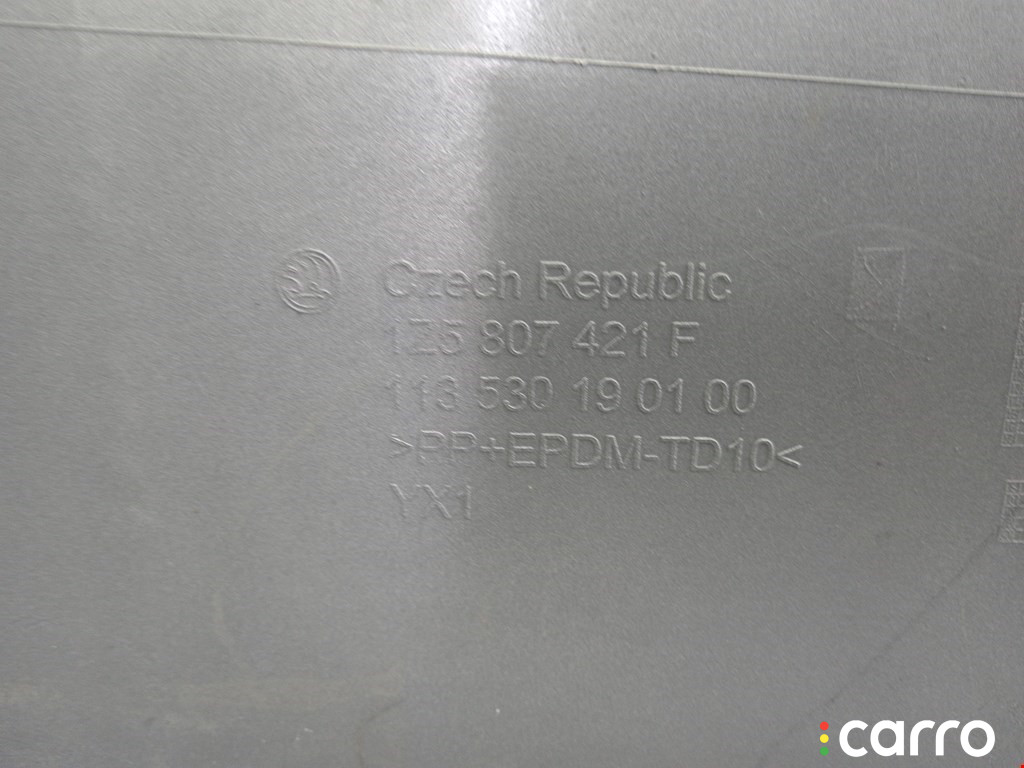 Czech Republic
1Z5 807 421 F
113 530 19 01 00
>PP+EPDM-TD10<
YX1
carro